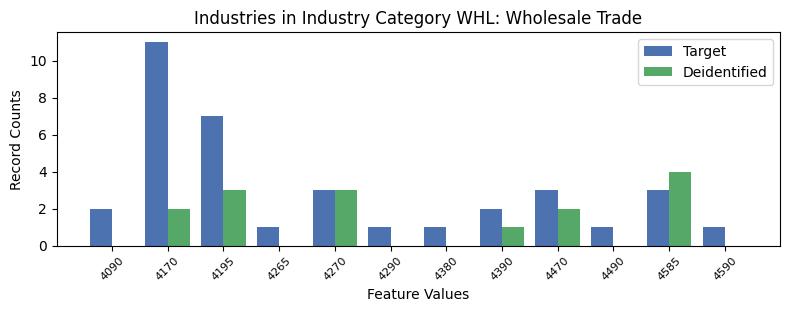 Industries in Industry Category WHL: Wholesale Trade
Target
Deidentified
Record Counts
10
8
6
4
2
0
4090 4170 4195 4265 4270 4290 4380 4390 4470 4490 4585 4590
Feature Values